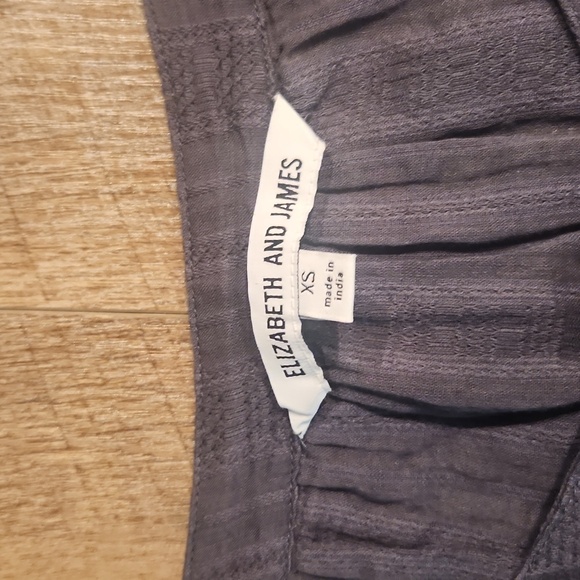 ELIZABETH AND JAMES
XS
made in
india